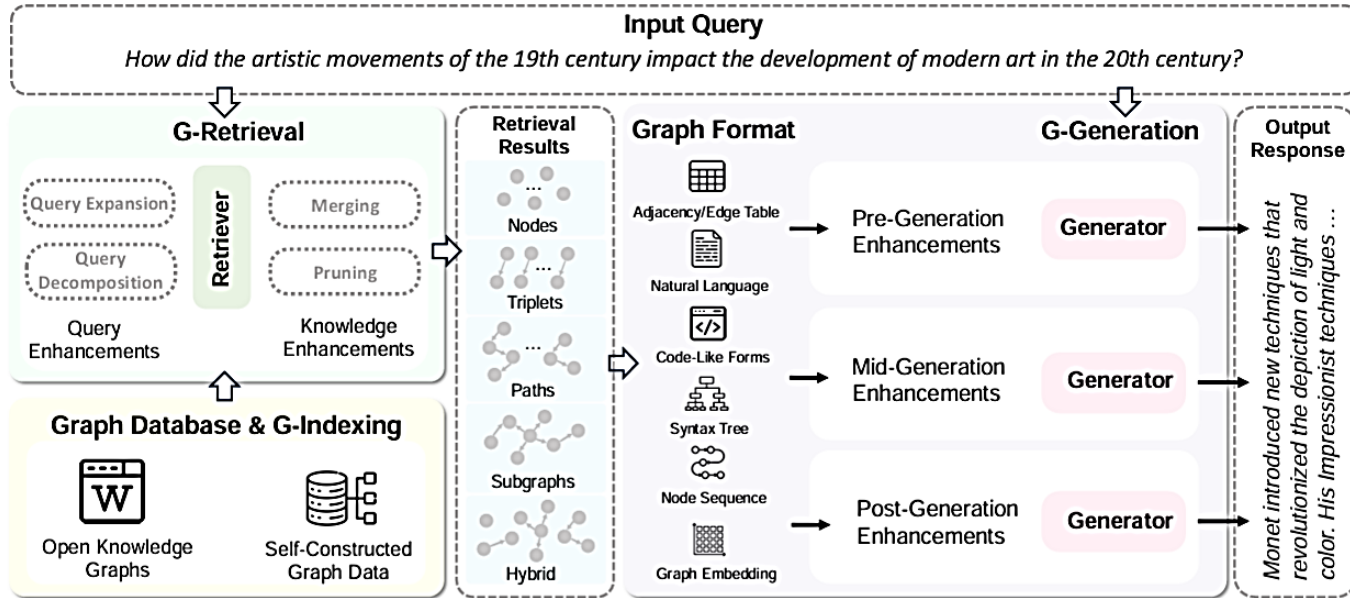 Input Query
How did the artistic movements of the 19th century impact the development of modern art in the 20th century?
G-Retrieval
Query Expansion
Query
Decomposition
Query
Enhancements
Retriever
Merging
Pruning
Knowledge
Enhancements
Graph Database & G-Indexing
W
Open Knowledge
Graphs
Self-Constructed
Graph Data
Retrieval
Results
...
Nodes
...
Triplets
...
Paths
Subgraphs
Hybrid
Graph Format
Adjacency/Edge Table
Natural Language
</>
Code-Like Forms
Syntax Tree
Node Sequence
Graph Embedding
G-Generation
Pre-Generation
Enhancements
Generator
Mid-Generation
Enhancements
Generator
Post-Generation
Enhancements
Generator
Output
Response
Monet introduced new techniques that
revolutionized the depiction of light and
color. His Impressionist techniques ...